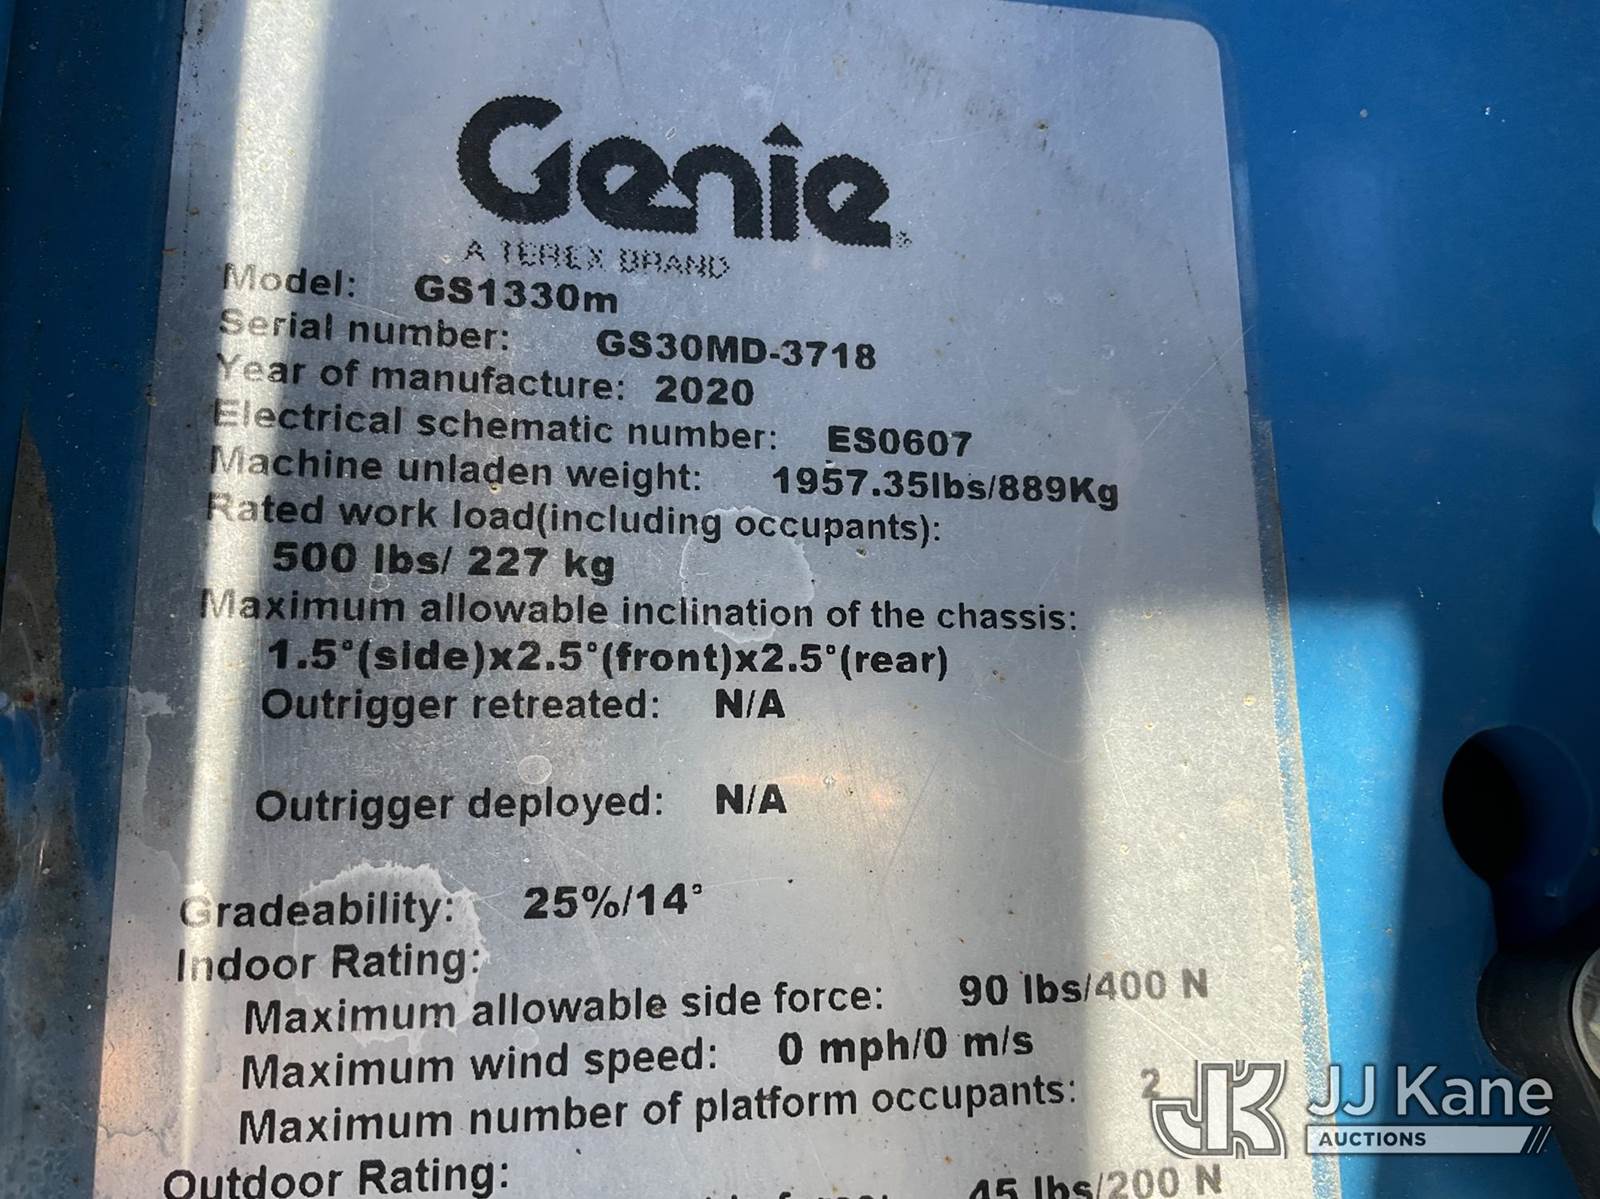 Genie
A TEREX BRAND
Model: GS1330m
Serial number: GS30MD-3718
Year of manufacture: 2020
Electrical schematic number: ES0607
Machine unladen weight: 1957.35lbs/889Kg
Rated work load(including occupants):
500 lbs/ 227 kg
Maximum allowable inclination of the chassis:
1.5°(side)x2.5°(front)x2.5°(rear)
Outrigger retreated: N/A
Outrigger deployed: N/A
Gradeability: 25%/14°
Indoor Rating:
Maximum allowable side force: 90 lbs/400 N
Maximum wind speed: 0 mph/0 m/s
Maximum number of platform occupants: 2
Outdoor Rating:
45 lbs/200 N
JK JJ Kane
AUCTIONS